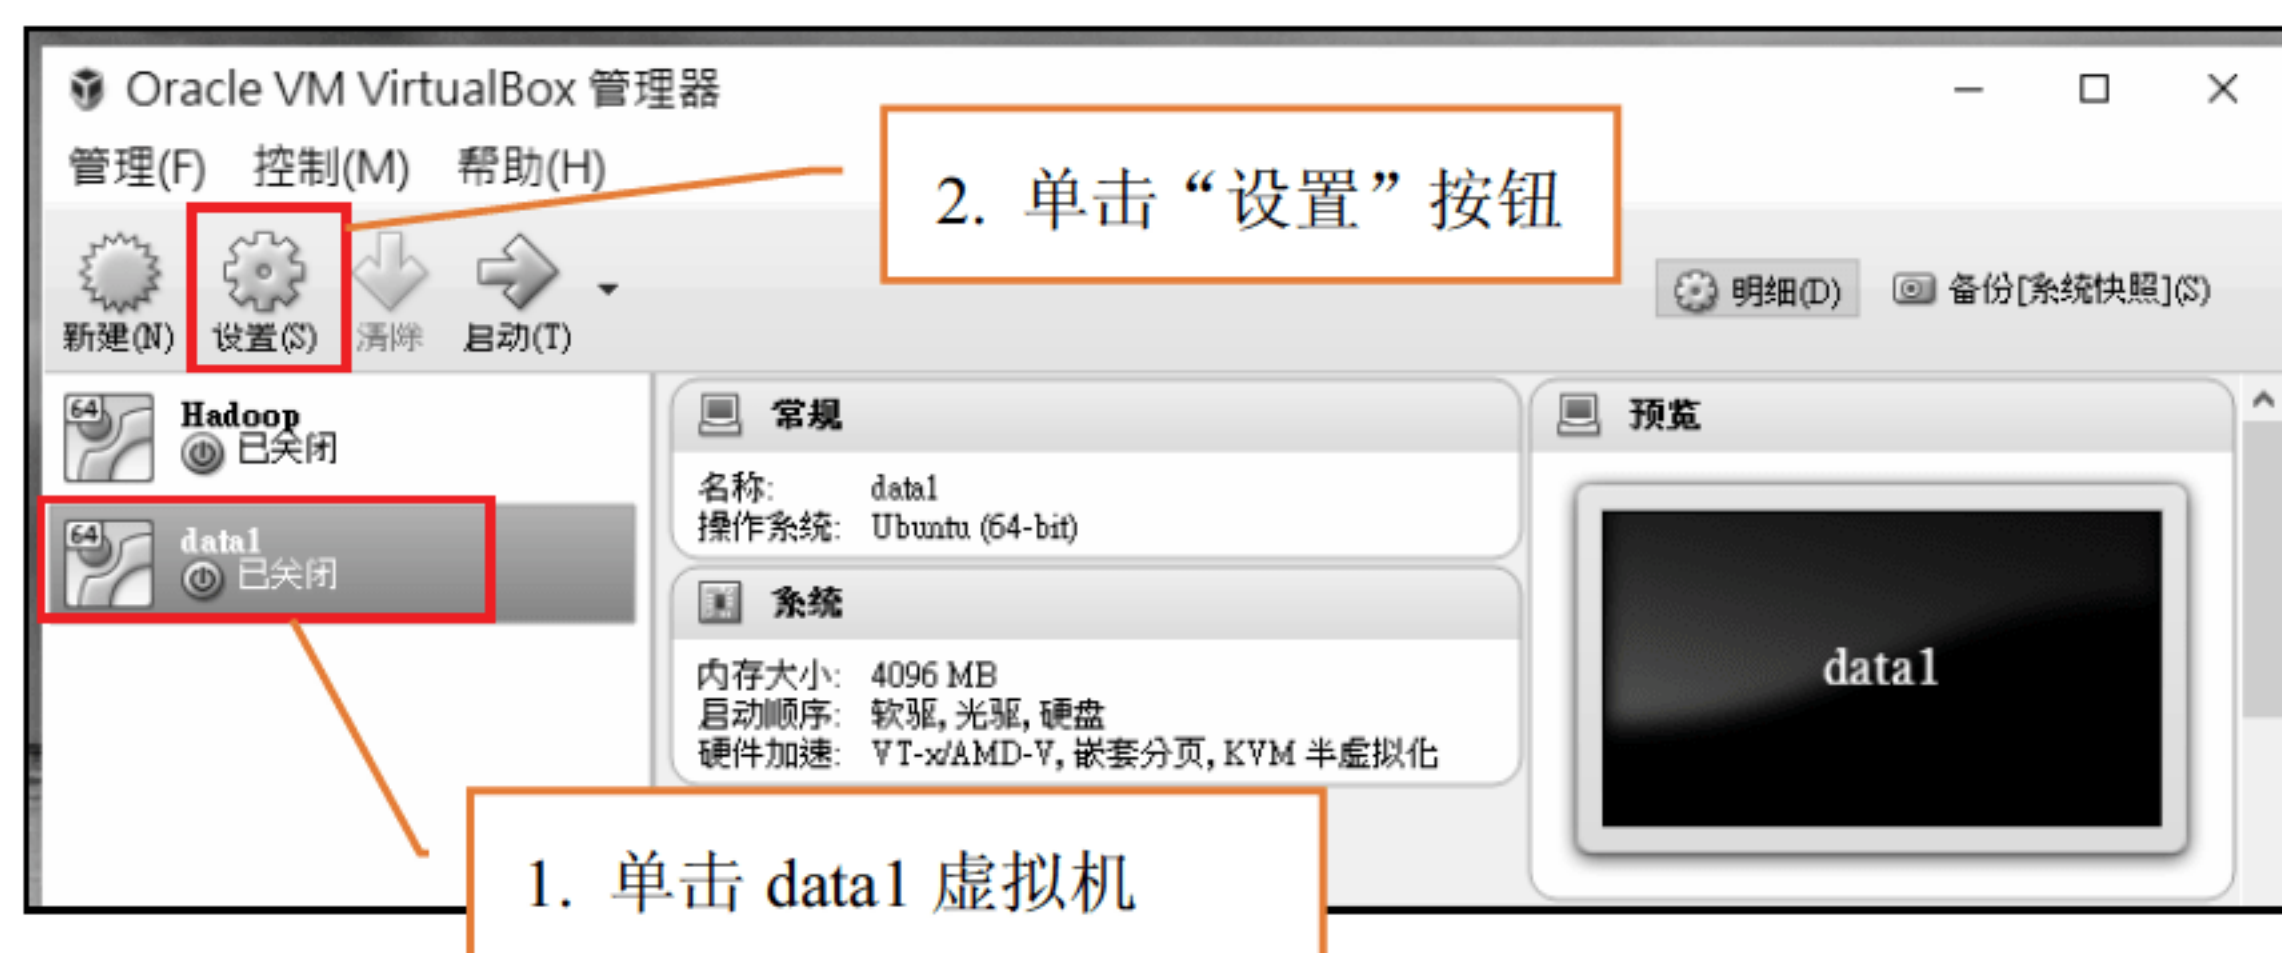 Oracle VM VirtualBox 管理器
管理(F) 控制(M) 帮助(H)
2. 单击“设置”按钮
新建(N) 设置(S) 清除 启动(T)
明细(D) 备份[系统快照](S)
64 Hadoop
已关闭
64 data1
已关闭
常规
名称: data1
操作系统: Ubuntu (64-bit)
系统
内存大小: 4096 MB
启动顺序: 软驱, 光驱, 硬盘
硬件加速: VT-x/AMD-V, 嵌套分页, KVM 半虚拟化
预览
data1
1. 单击 data1 虚拟机